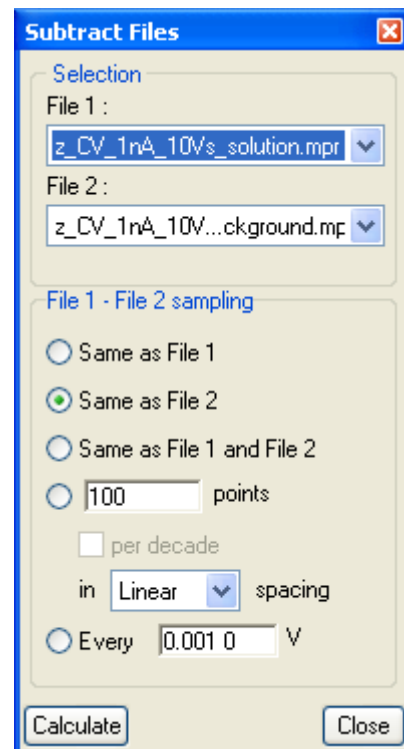 Subtract Files
Selection
File 1 :
z_CV_1nA_10Vs_solution.mpr
File 2 :
z_CV_1nA_10V...ckground.mp
File 1 - File 2 sampling
Same as File 1
Same as File 2
Same as File 1 and File 2
100 points
per decade
in Linear spacing
Every 0.001 0 V
Calculate Close